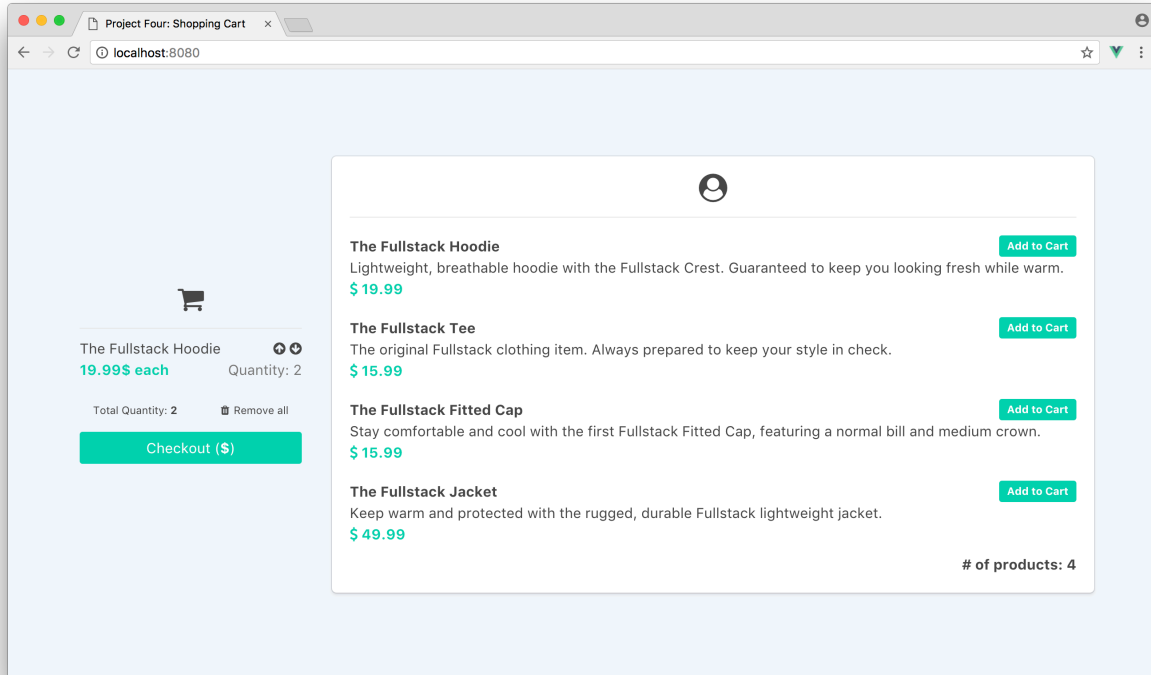 Project Four: Shopping Cart
localhost:8080
The Fullstack Hoodie
19.99$ each
Quantity: 2
Total Quantity: 2
Remove all
Checkout ($)
The Fullstack Hoodie
Add to Cart
Lightweight, breathable hoodie with the Fullstack Crest. Guaranteed to keep you looking fresh while warm.
$ 19.99
The Fullstack Tee
Add to Cart
The original Fullstack clothing item. Always prepared to keep your style in check.
$ 15.99
The Fullstack Fitted Cap
Add to Cart
Stay comfortable and cool with the first Fullstack Fitted Cap, featuring a normal bill and medium crown.
$ 15.99
The Fullstack Jacket
Add to Cart
Keep warm and protected with the rugged, durable Fullstack lightweight jacket.
$ 49.99
# of products: 4